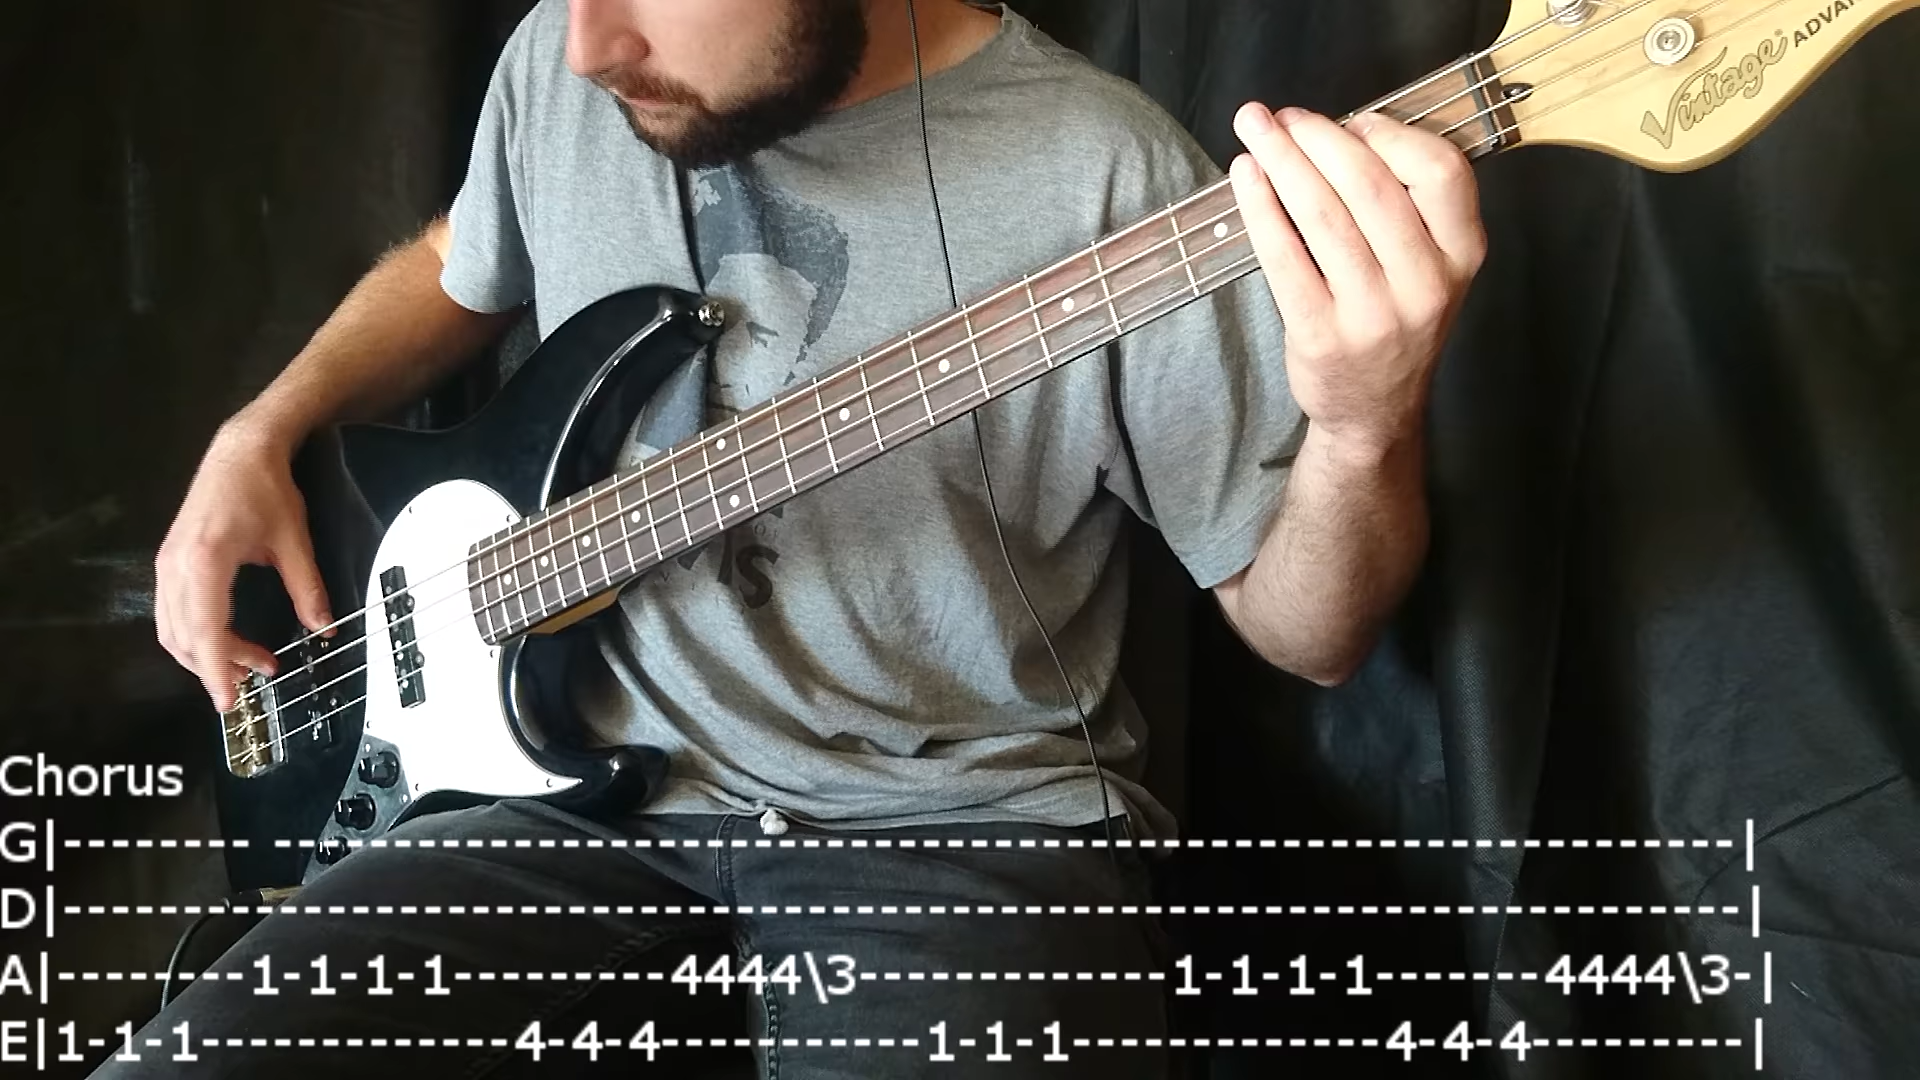 Vintage® ADVA
S
Chorus
G|-------- -------------------------------------------------------------|
D|----------------------------------------------------------------------|
A|--------1-1-1-1---------4444\3-------------1-1-1-1-------4444\3-|
E|1-1-1-------------4-4-4-----------1-1-1-------------4-4-4---------|